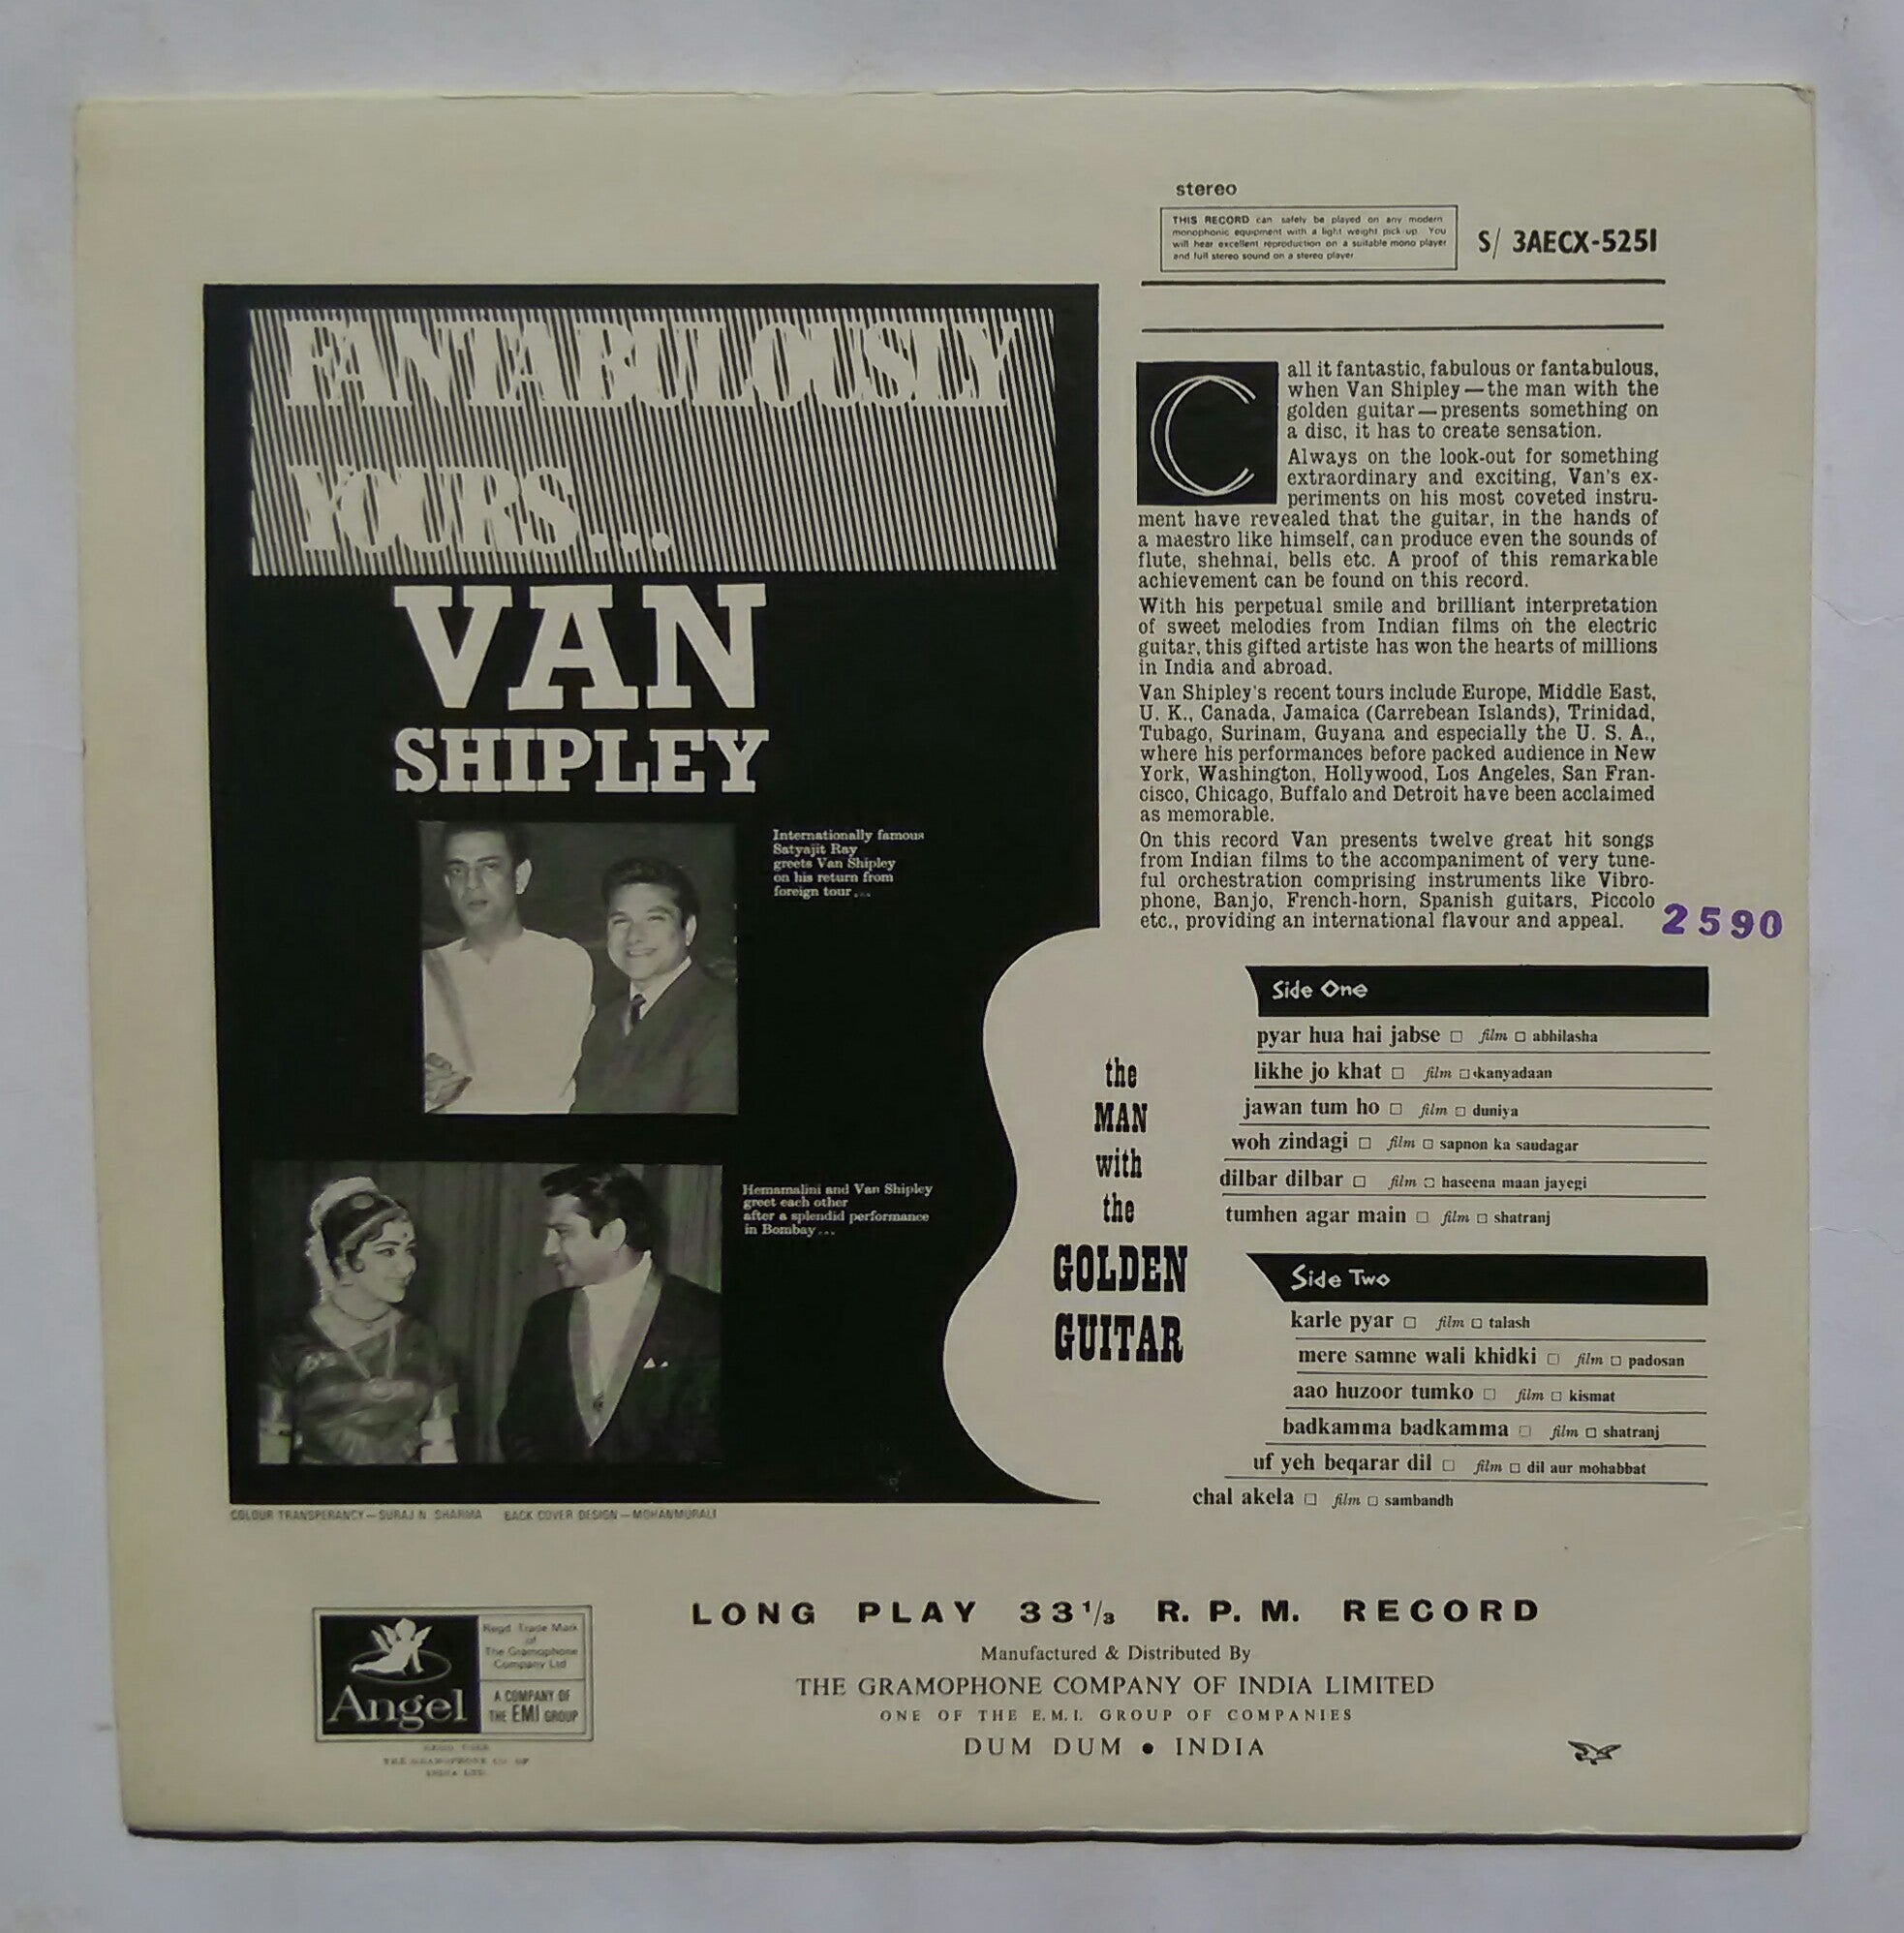 stereo
THIS RECORD can safely be played on any modern
monophonic equipment with a light weight pick up. You
will hear excellent reproduction on a suitable mono player
and full stereo sound on a stereo player
S/ 3AECX-5251
FANTABULOUSLY
YOURS...
VAN
SHIPLEY
Internationally famous
Satyajit Ray
greets Van Shipley
on his return from
foreign tour...
Hemamalini and Van Shipley
greet each other
after a splendid performance
in Bombay...
COLOUR TRANSPERANCY—SURAJ N. SHARMA BACK COVER DESIGN—MOHANMURALI
Call it fantastic, fabulous or fantabulous,
when Van Shipley—the man with the
golden guitar—presents something on
a disc, it has to create sensation.
Always on the look-out for something
extraordinary and exciting, Van's ex-
periments on his most coveted instru-
ment have revealed that the guitar, in the hands of
a maestro like himself, can produce even the sounds of
flute, shehnai, bells etc. A proof of this remarkable
achievement can be found on this record.
With his perpetual smile and brilliant interpretation
of sweet melodies from Indian films on the electric
guitar, this gifted artiste has won the hearts of millions
in India and abroad.
Van Shipley's recent tours include Europe, Middle East,
U. K., Canada, Jamaica (Carrebean Islands), Trinidad,
Tubago, Surinam, Guyana and especially the U. S. A.,
where his performances before packed audience in New
York, Washington, Hollywood, Los Angeles, San Fran-
cisco, Chicago, Buffalo and Detroit have been acclaimed
as memorable.
On this record Van presents twelve great hit songs
from Indian films to the accompaniment of very tune-
ful orchestration comprising instruments like Vibro-
phone, Banjo, French-horn, Spanish guitars, Piccolo
etc., providing an international flavour and appeal.
2590
the
MAN
with
the
GOLDEN
GUITAR
Side One
pyar hua hai jabse □ film □ abhilasha
likhe jo khat □ film □ kanyadaan
jawan tum ho □ film □ duniya
woh zindagi □ film □ sapnon ka saudagar
dilbar dilbar □ film □ haseena maan jayegi
tumhen agar main □ film □ shatranj
Side Two
karle pyar □ film □ talash
mere samne wali khidki □ film □ padosan
aao huzoor tumko □ film □ kismat
badkamma badkamma □ film □ shatranj
uf yeh beqarar dil □ film □ dil aur mohabbat
chal akela □ film □ sambandh
Angel
Regd Trade Mark
of
The Gramophone
Company Ltd
A COMPANY OF
THE EMI GROUP
THE GRAMOPHONE CO OF
INDIA LTD.
LONG PLAY 33 1/3 R. P. M. RECORD
Manufactured & Distributed By
THE GRAMOPHONE COMPANY OF INDIA LIMITED
ONE OF THE E.M.I. GROUP OF COMPANIES
DUM DUM • INDIA